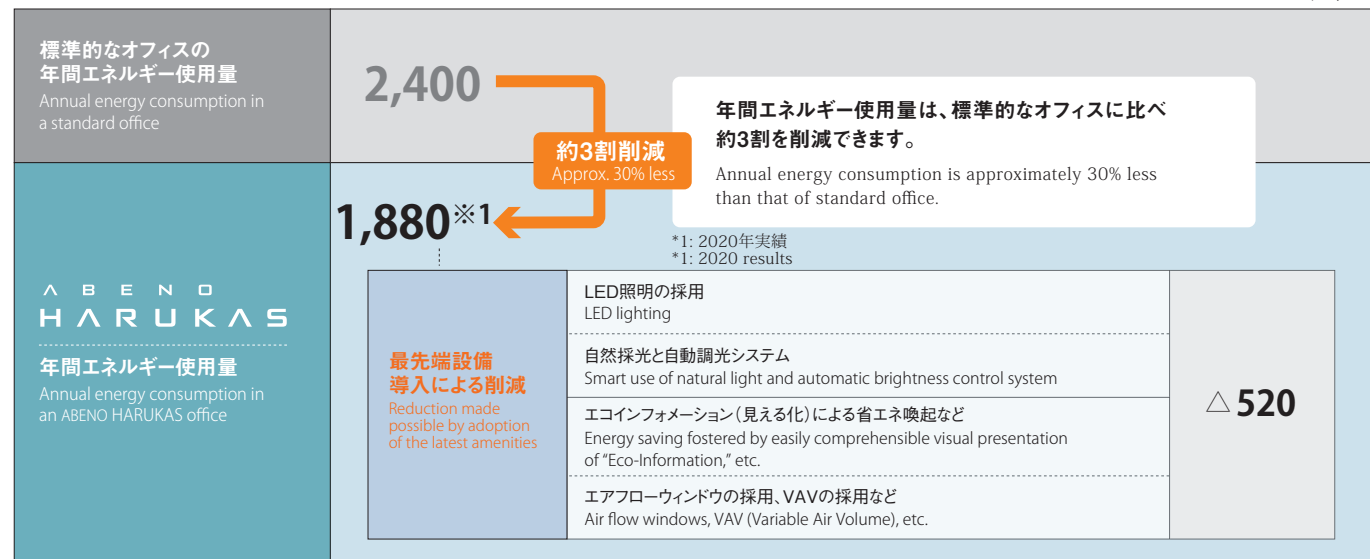 標準的なオフィスの
年間エネルギー使用量
Annual energy consumption in
a standard office
2,400
約3割削減
Approx. 30% less
年間エネルギー使用量は、標準的なオフィスに比べ
約3割を削減できます。
Annual energy consumption is approximately 30% less
than that of standard office.
1,880※1
*1: 2020年実績
*1: 2020 results
ABENO
HARUKAS
年間エネルギー使用量
Annual energy consumption in
an ABENO HARUKAS office
最先端設備
導入による削減
Reduction made
possible by adoption
of the latest amenities
LED照明の採用
LED lighting
自然採光と自動調光システム
Smart use of natural light and automatic brightness control system
エコインフォメーション（見える化）による省エネ喚起など
Energy saving fostered by easily comprehensible visual presentation
of “Eco-Information,” etc.
エアフローウィンドウの採用、VAVの採用など
Air flow windows, VAV (Variable Air Volume), etc.
△520